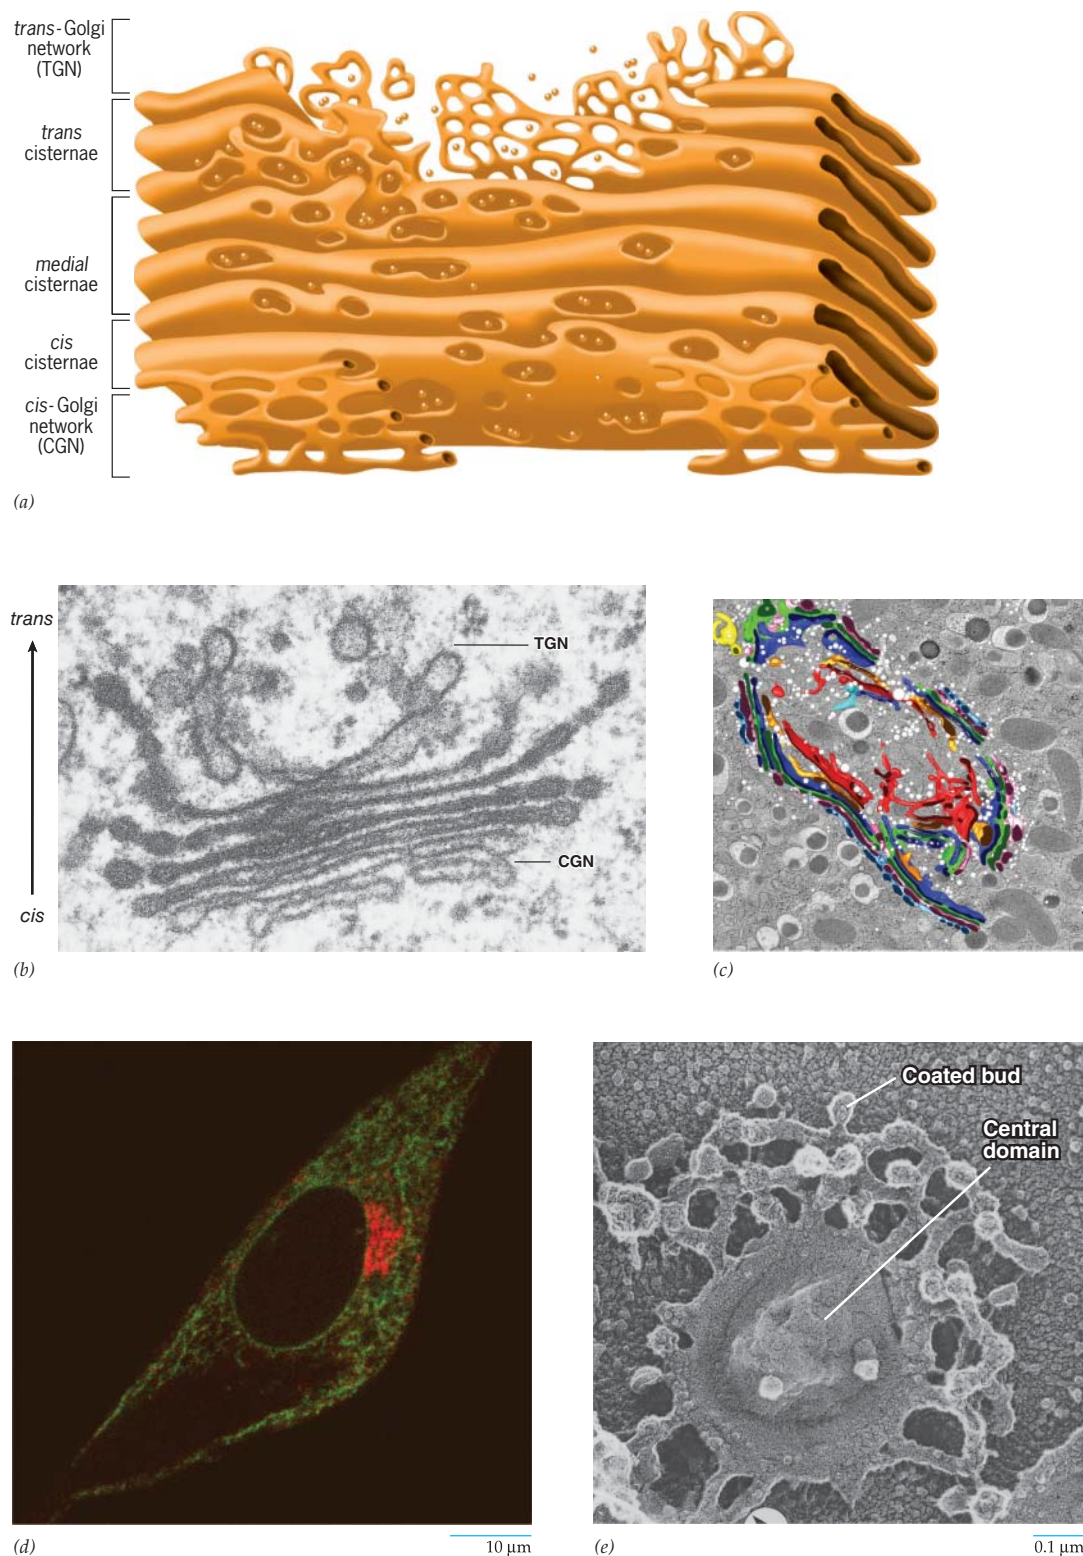 trans-Golgi
network
(TGN)
trans
cisternae
medial
cisternae
cis
cisternae
cis-Golgi
network
(CGN)
(a)
trans
TGN
CGN
cis
(b)
(c)
Coated bud
Central
domain
(d)
10 µm
(e)
0.1 µm